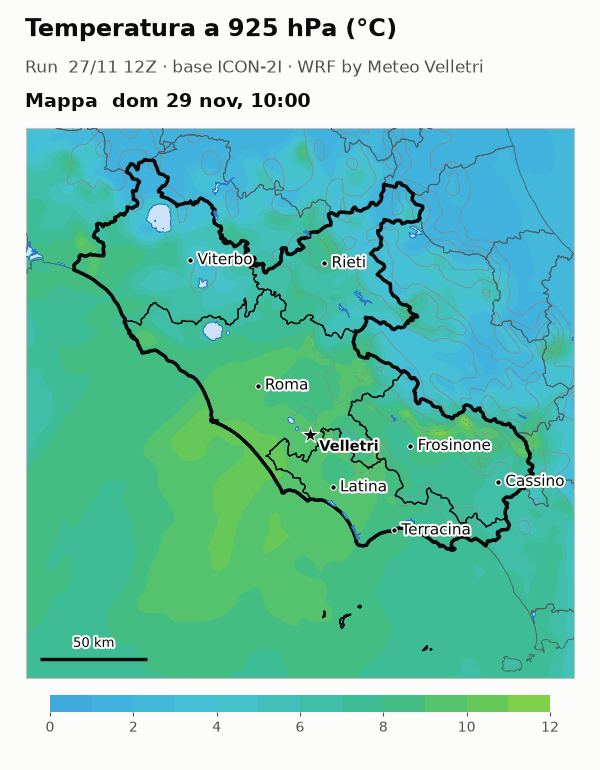 Temperatura a 925 hPa (°C)
Run  27/11 12Z · base ICON-2I · WRF by Meteo Velletri
Mappa  dom 29 nov, 10:00
Viterbo
Rieti
Roma
Velletri
Frosinone
Latina
Cassino
Terracina
50 km
0 2 4 6 8 10 12